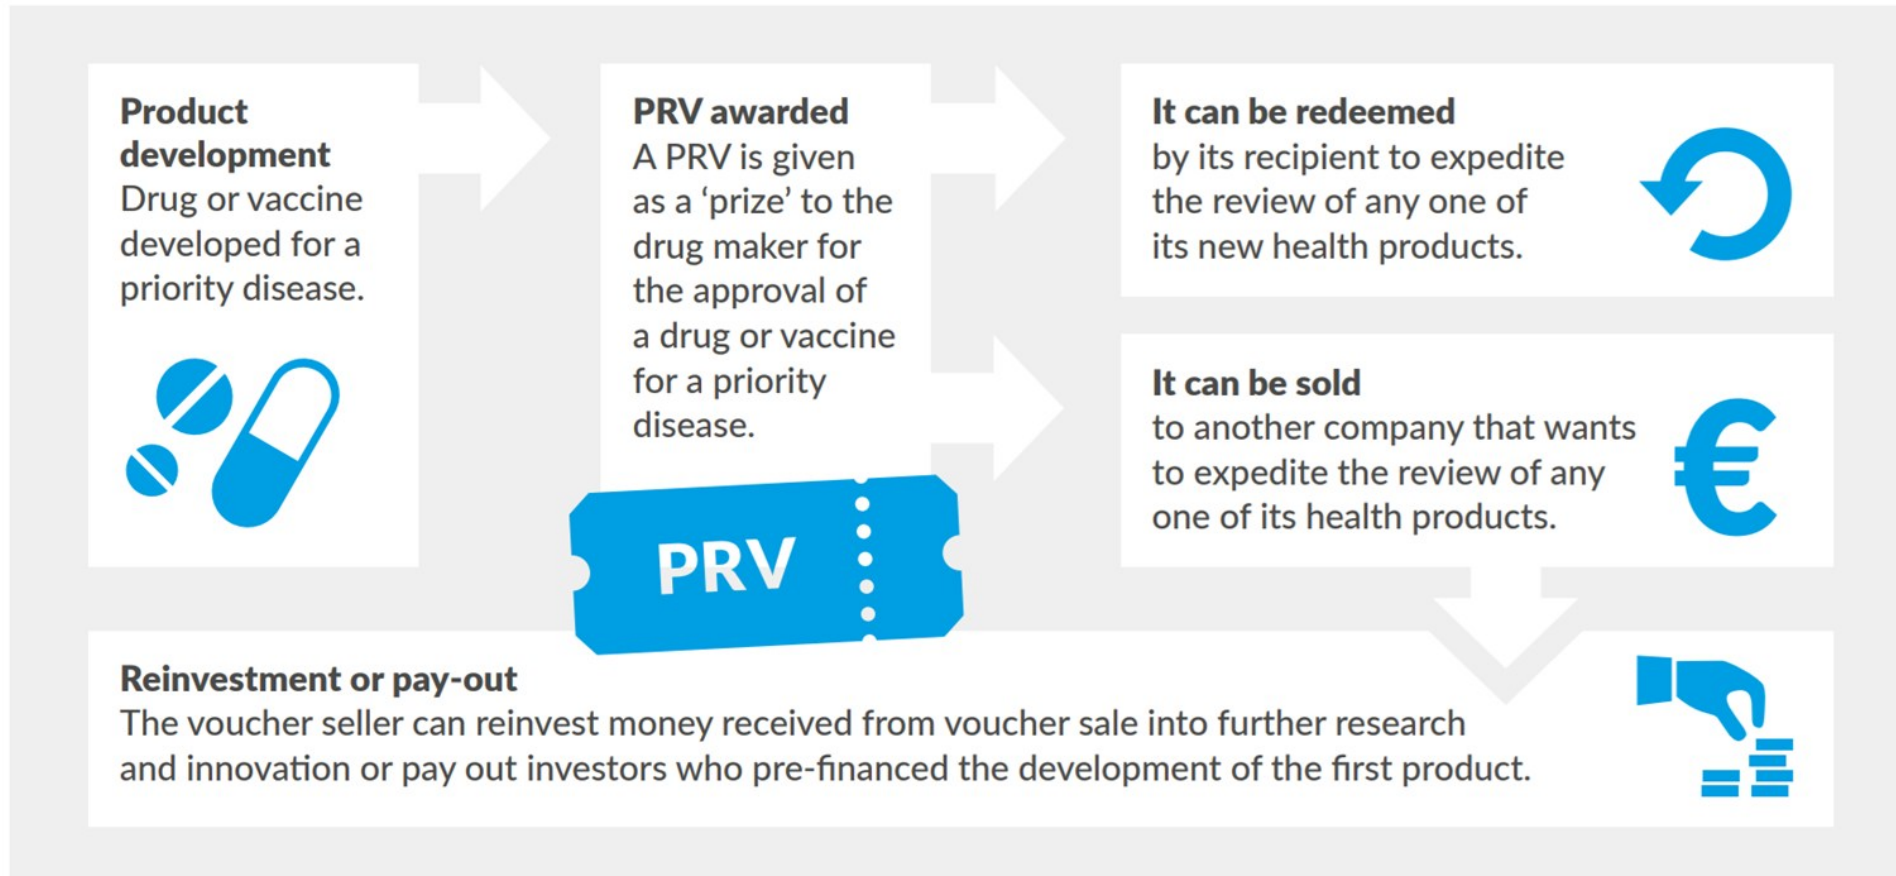 Product
development
Drug or vaccine
developed for a
priority disease.
PRV awarded
A PRV is given
as a ‘prize’ to the
drug maker for
the approval of
a drug or vaccine
for a priority
disease.
PRV
It can be redeemed
by its recipient to expedite
the review of any one of
its new health products.
It can be sold
to another company that wants
to expedite the review of any
one of its health products.
€
Reinvestment or pay-out
The voucher seller can reinvest money received from voucher sale into further research
and innovation or pay out investors who pre-financed the development of the first product.